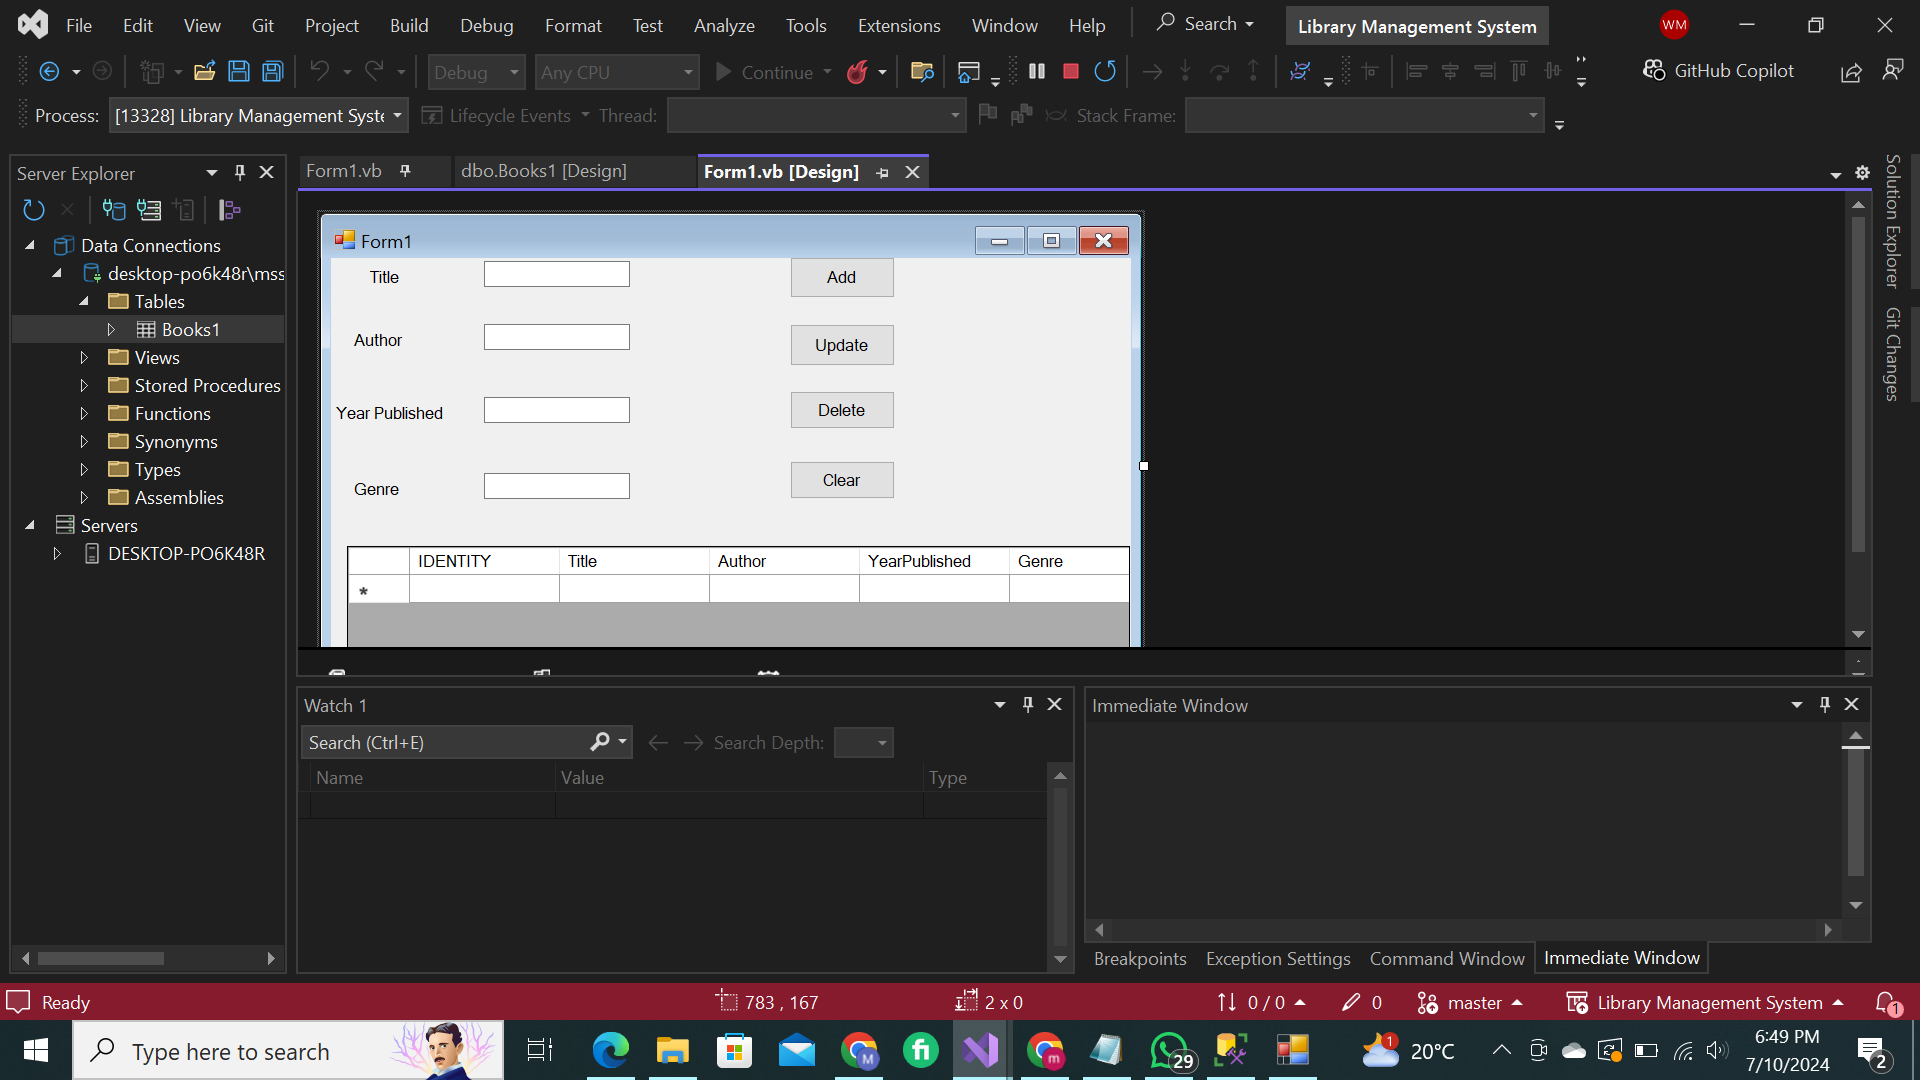 File Edit View Git Project Build Debug Format Test Analyze Tools Extensions Window Help Search Library Management System WM
Debug Any CPU Continue GitHub Copilot
Process: [13328] Library Management Syste Lifecycle Events Thread: Stack Frame:
Server Explorer
Form1.vb dbo.Books1 [Design] Form1.vb [Design]
Data Connections
desktop-po6k48r\mss
Tables
Books1
Views
Stored Procedures
Functions
Synonyms
Types
Assemblies
Servers
DESKTOP-PO6K48R
Form1
Title Add
Author Update
Year Published Delete
Genre Clear
IDENTITY Title Author YearPublished Genre
*
Solution Explorer
Git Changes
Watch 1
Search (Ctrl+E) Search Depth:
Name Value Type
Immediate Window
Breakpoints Exception Settings Command Window Immediate Window
Ready 783 , 167 2 x 0 0 / 0 0 master Library Management System 1
Type here to search M fi m 29 1 20°C 6:49 PM
7/10/2024 2